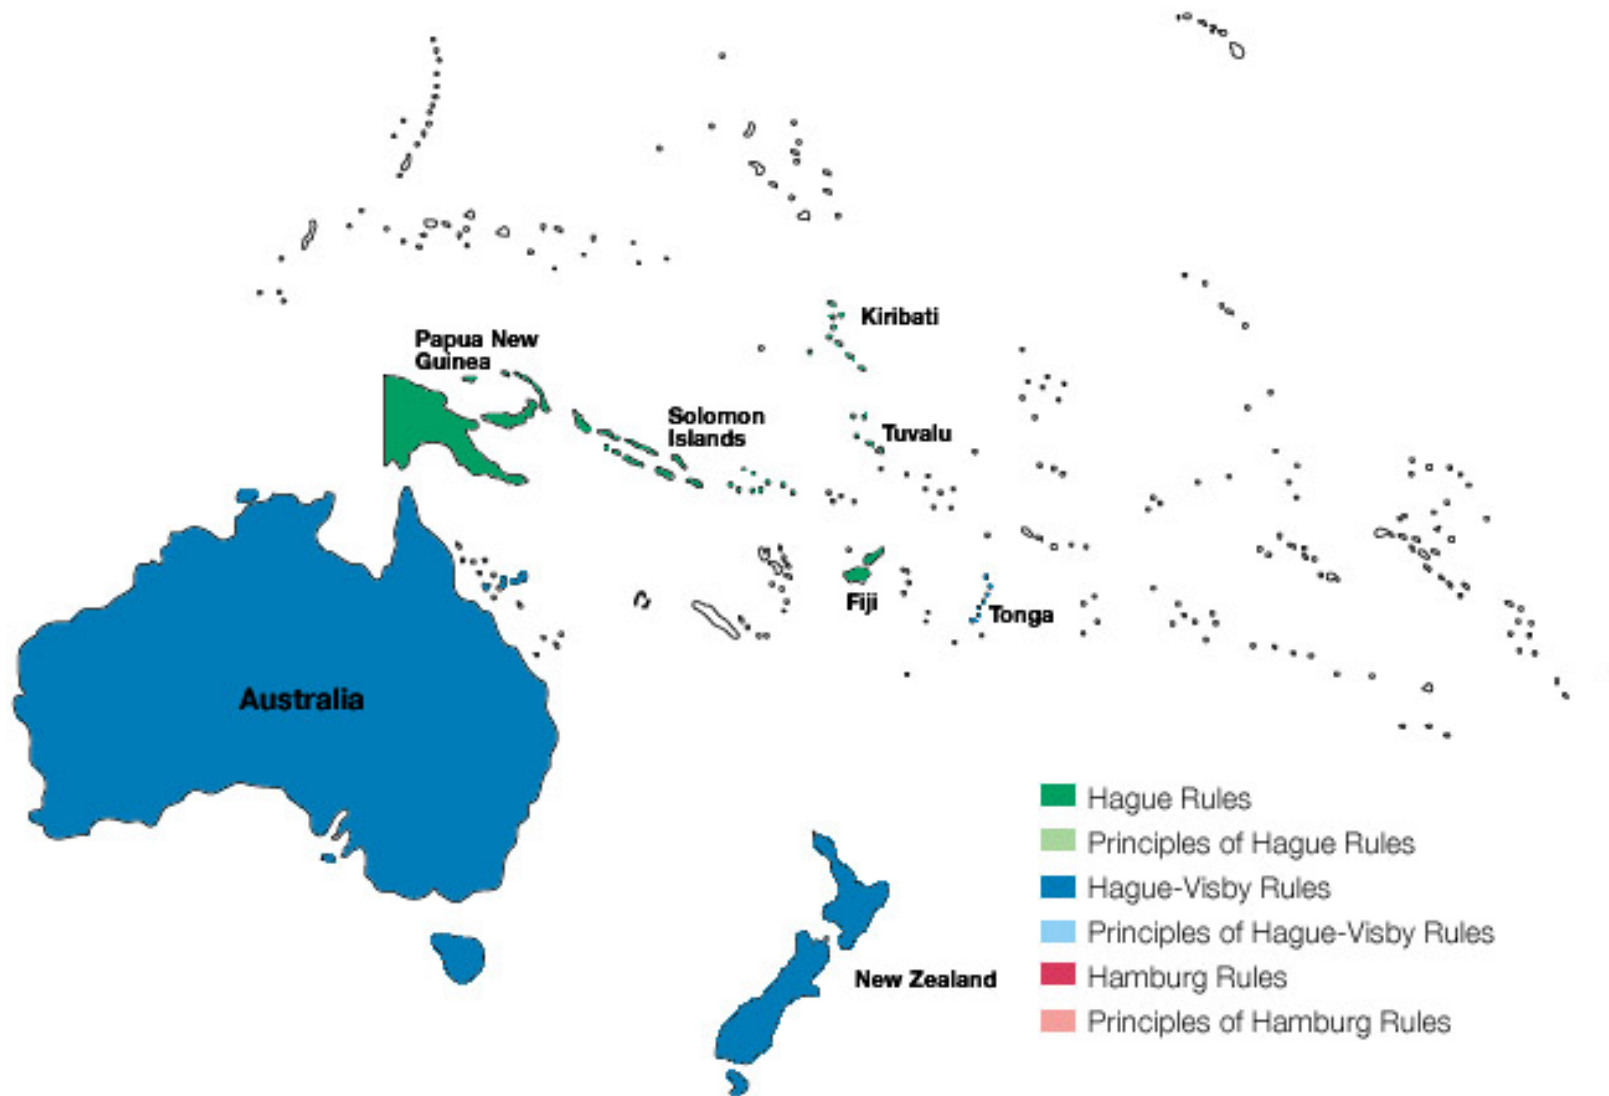 Kiribati
Papua New
Guinea
Solomon
Islands
Tuvalu
Fiji
Tonga
Australia
New Zealand
Hague Rules
Principles of Hague Rules
Hague-Visby Rules
Principles of Hague-Visby Rules
Hamburg Rules
Principles of Hamburg Rules